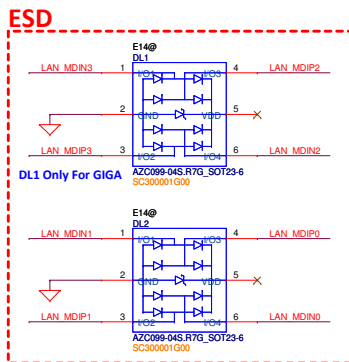 ESD
E14@
DL1
LAN_MDIN3 1 I/O1 I/O3 4 LAN_MDIP2
2 GND VDD 5
LAN_MDIP3 3 I/O2 I/O4 6 LAN_MDIN2
DL1 Only For GIGA
AZC099-04S.R7G_SOT23-6
SC300001G00
E14@
DL2
LAN_MDIN1 1 I/O1 I/O3 4 LAN_MDIP0
2 GND VDD 5
LAN_MDIP1 3 I/O2 I/O4 6 LAN_MDIN0
AZC099-04S.R7G_SOT23-6
SC300001G00